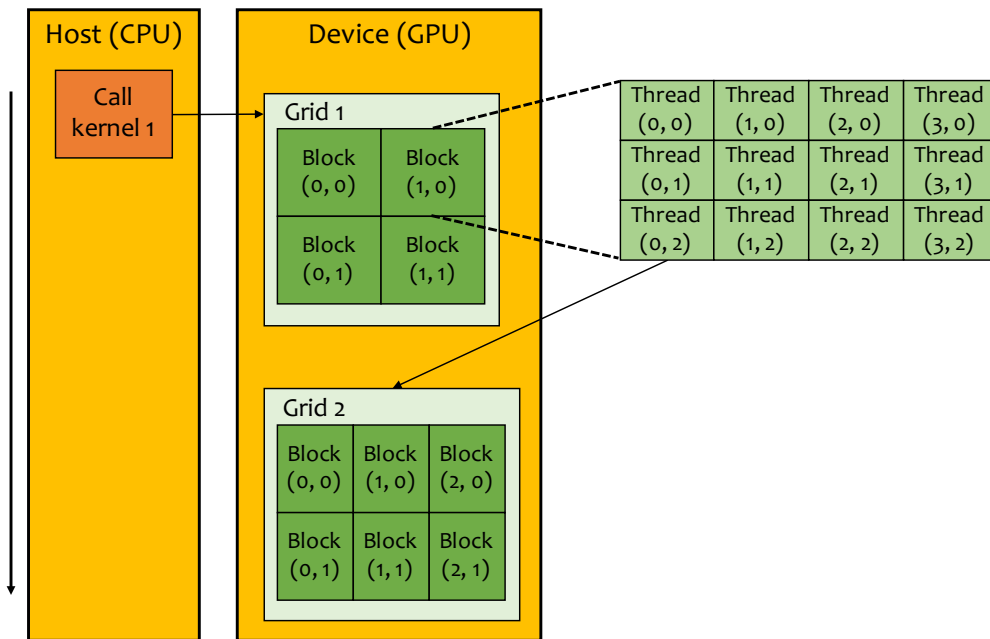 Host (CPU)
Device (GPU)
Call
kernel 1
Grid 1
Block
(0, 0)
Block
(1, 0)
Block
(0, 1)
Block
(1, 1)
Thread
(0, 0)
Thread
(1, 0)
Thread
(2, 0)
Thread
(3, 0)
Thread
(0, 1)
Thread
(1, 1)
Thread
(2, 1)
Thread
(3, 1)
Thread
(0, 2)
Thread
(1, 2)
Thread
(2, 2)
Thread
(3, 2)
Grid 2
Block
(0, 0)
Block
(1, 0)
Block
(2, 0)
Block
(0, 1)
Block
(1, 1)
Block
(2, 1)